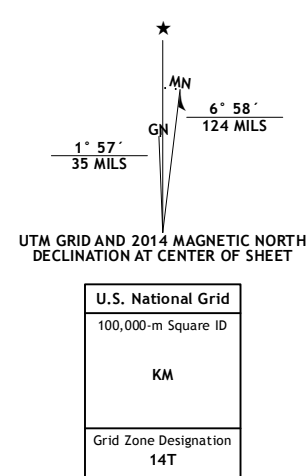 ★
MN
6° 58´
124 MILS
GN
1° 57´
35 MILS
UTM GRID AND 2014 MAGNETIC NORTH
DECLINATION AT CENTER OF SHEET
U.S. National Grid
100,000-m Square ID
KM
Grid Zone Designation
14T